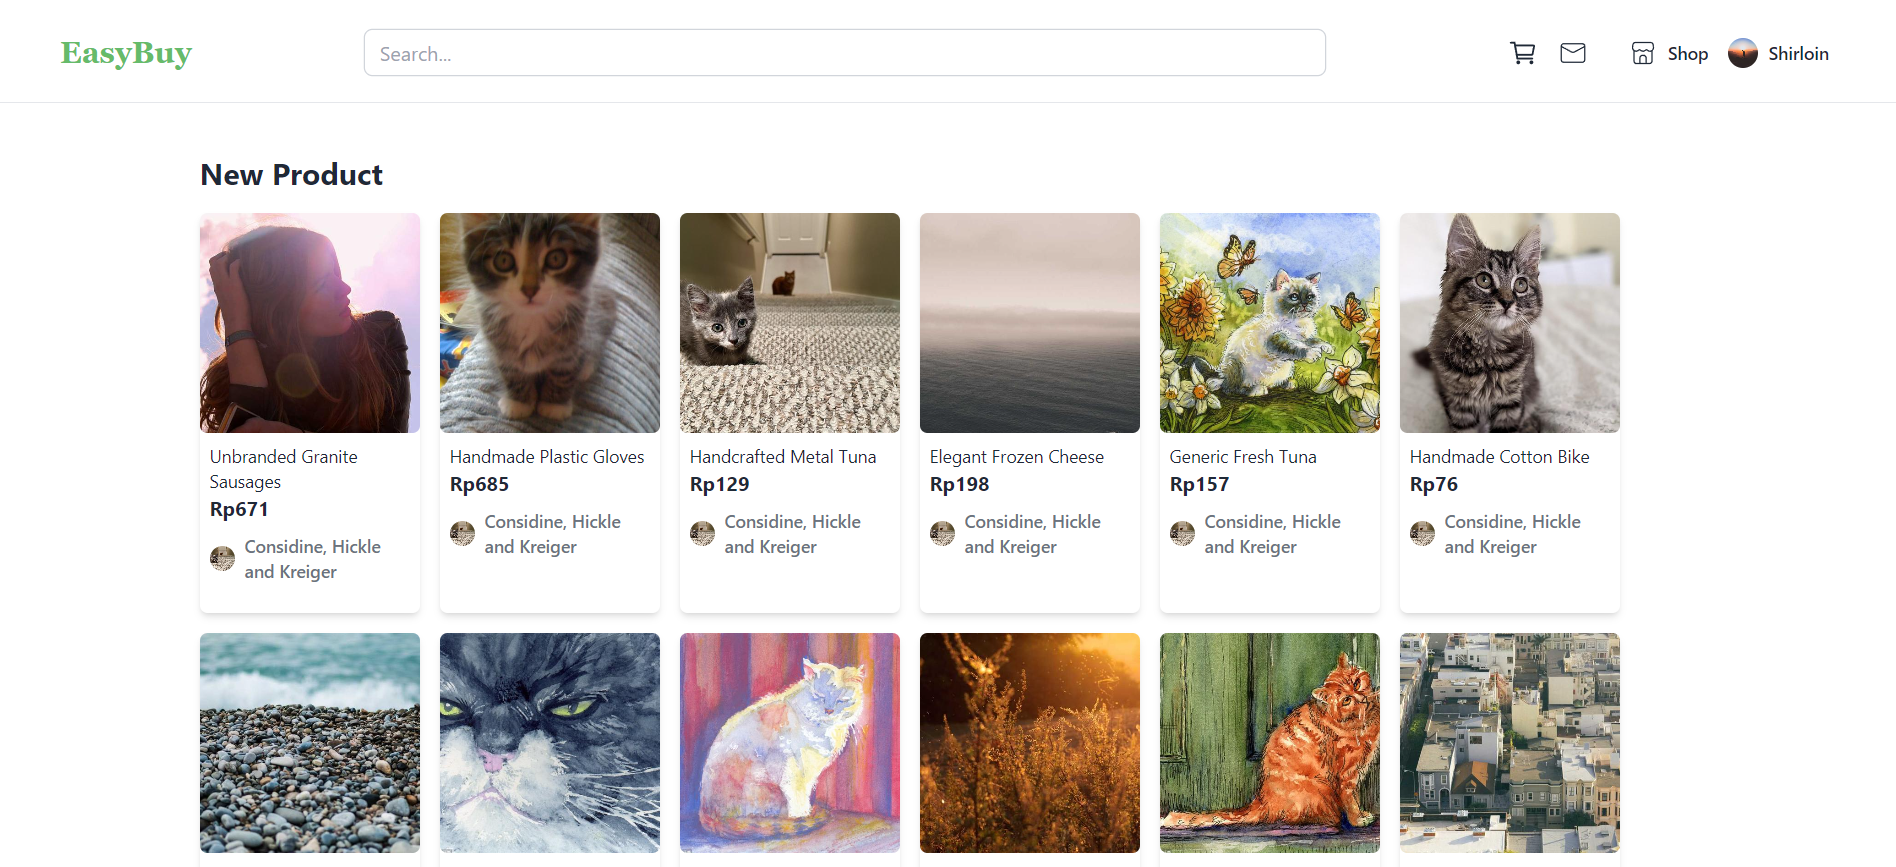 EasyBuy
Search...
Shop
Shirloin
New Product
Unbranded Granite
Sausages
Rp671
Considine, Hickle
and Kreiger
Handmade Plastic Gloves
Rp685
Considine, Hickle
and Kreiger
Handcrafted Metal Tuna
Rp129
Considine, Hickle
and Kreiger
Elegant Frozen Cheese
Rp198
Considine, Hickle
and Kreiger
Generic Fresh Tuna
Rp157
Considine, Hickle
and Kreiger
Handmade Cotton Bike
Rp76
Considine, Hickle
and Kreiger